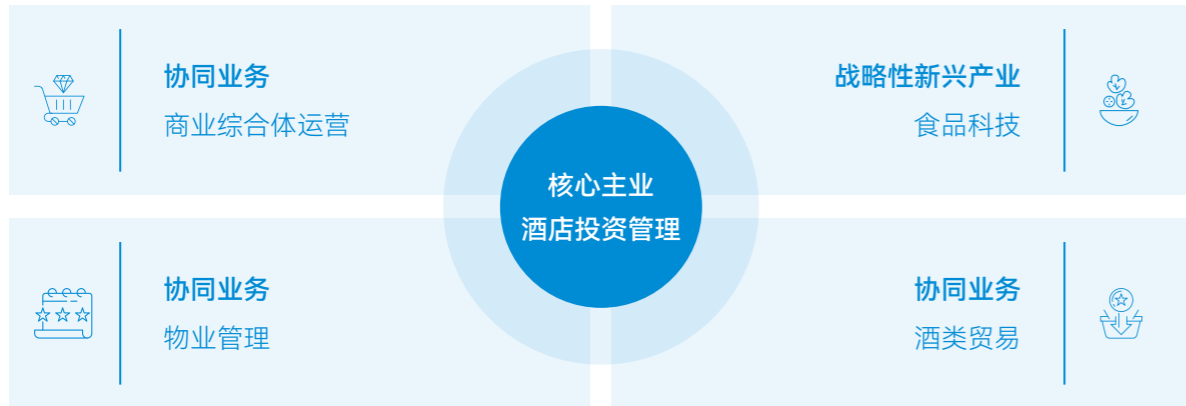 协同业务
商业综合体运营
战略性新兴产业
食品科技
核心主业
酒店投资管理
协同业务
物业管理
协同业务
酒类贸易